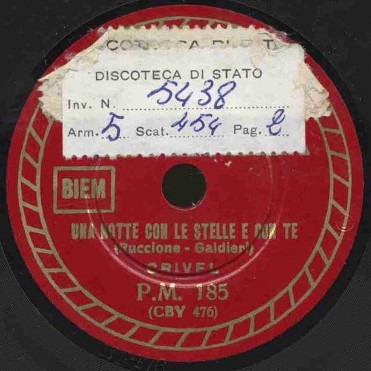 DISCOTECA DI STATO
Inv. N. 5438
Arm. 5 Scat. 454 Pag. 2
BIEM
UNA NOTTE CON LE STELLE E CON TE
(Ruccione - Galdieri)
CRIVEL
P.M. 185
(CBY 476)